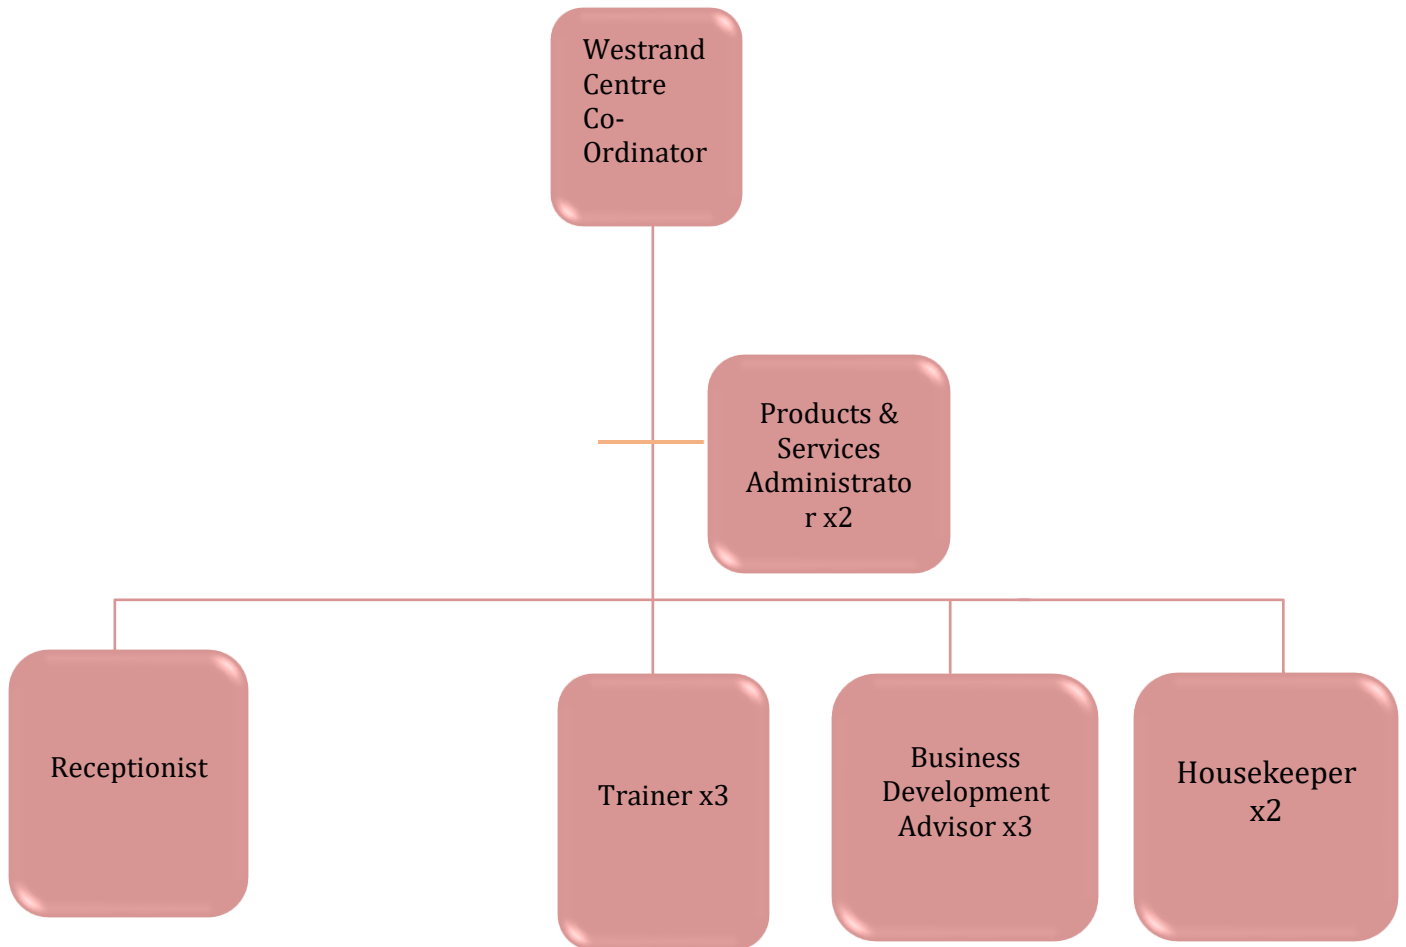 Westrand
Centre
Co-
Ordinator
Products &
Services
Administrato
r x2
Receptionist
Trainer x3
Business
Development
Advisor x3
Housekeeper
x2